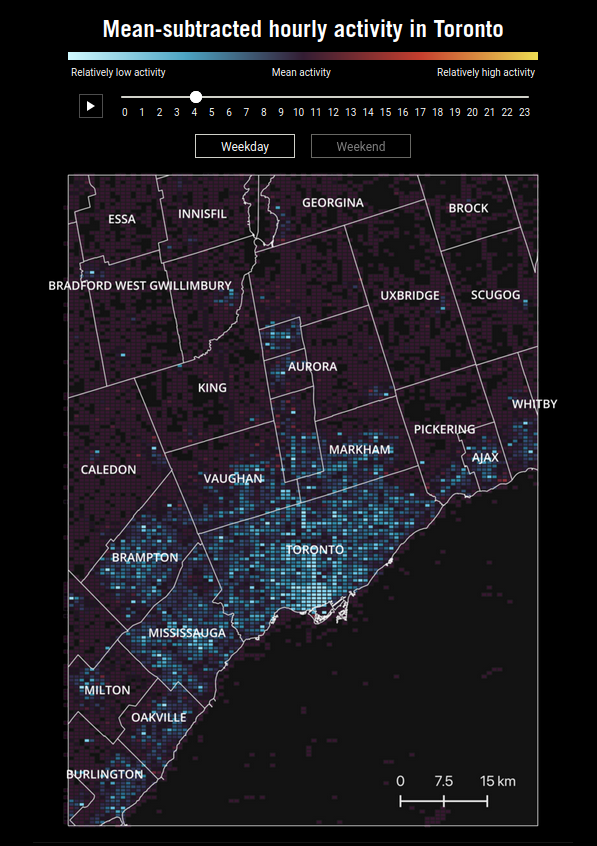 Mean-subtracted hourly activity in Toronto
Relatively low activity Mean activity Relatively high activity
0 1 2 3 4 5 6 7 8 9 10 11 12 13 14 15 16 17 18 19 20 21 22 23
Weekday Weekend
GEORGINA
BROCK
INNISFIL
ESSA
BRADFORD WEST GWILLIMBURY
UXBRIDGE
SCUGOG
AURORA
KING
WHITBY
PICKERING
MARKHAM
AJAX
CALEDON
VAUGHAN
TORONTO
BRAMPTON
MISSISSAUGA
MILTON
OAKVILLE
BURLINGTON
0 7.5 15 km